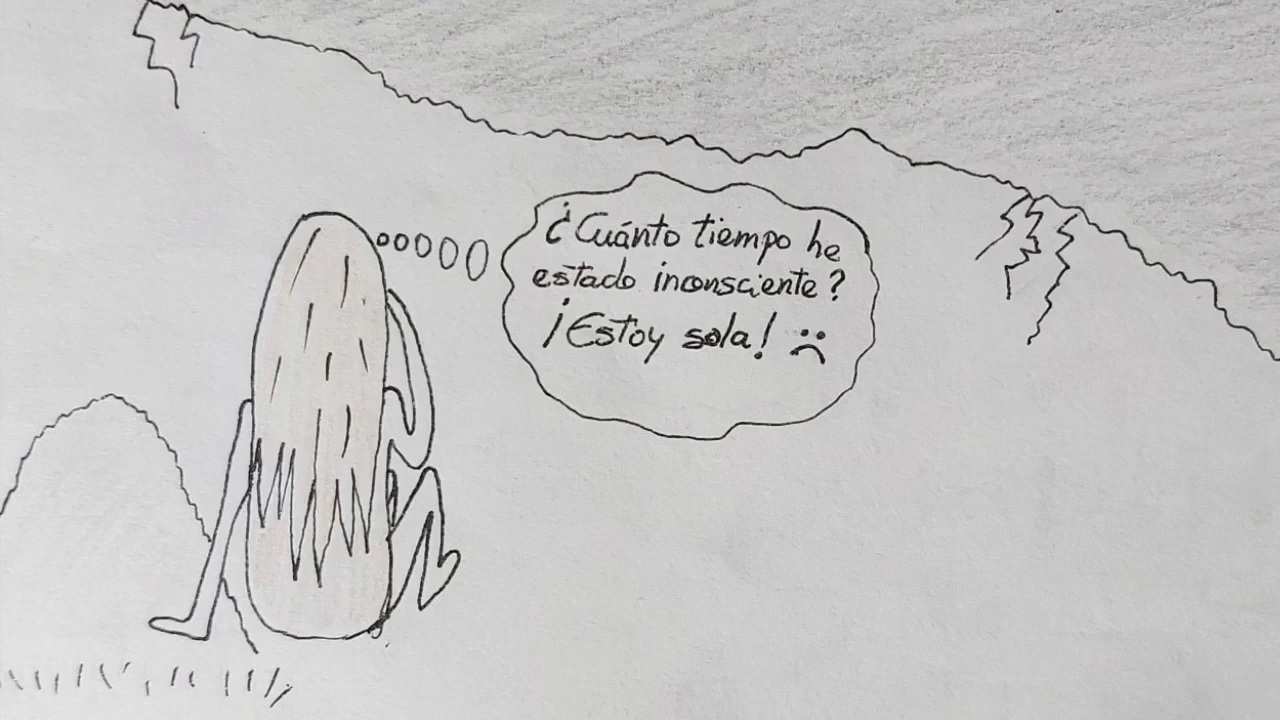 ¿Cuánto tiempo he
estado inconsciente?
¡Estoy sola! :(